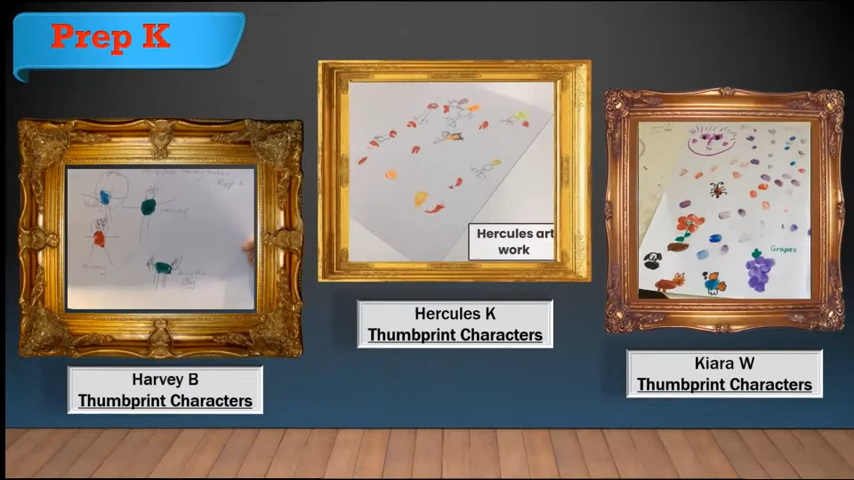 Prep K
Hercules art
work
Grapes
Harvey B
Thumbprint Characters
Hercules K
Thumbprint Characters
Kiara W
Thumbprint Characters